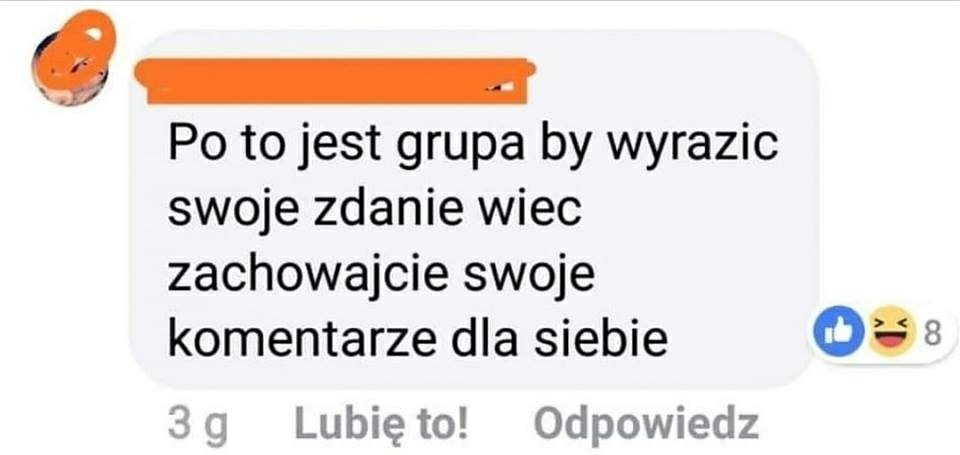 Po to jest grupa by wyrazic
swoje zdanie wiec
zachowajcie swoje
komentarze dla siebie
8
3 g Lubię to! Odpowiedz